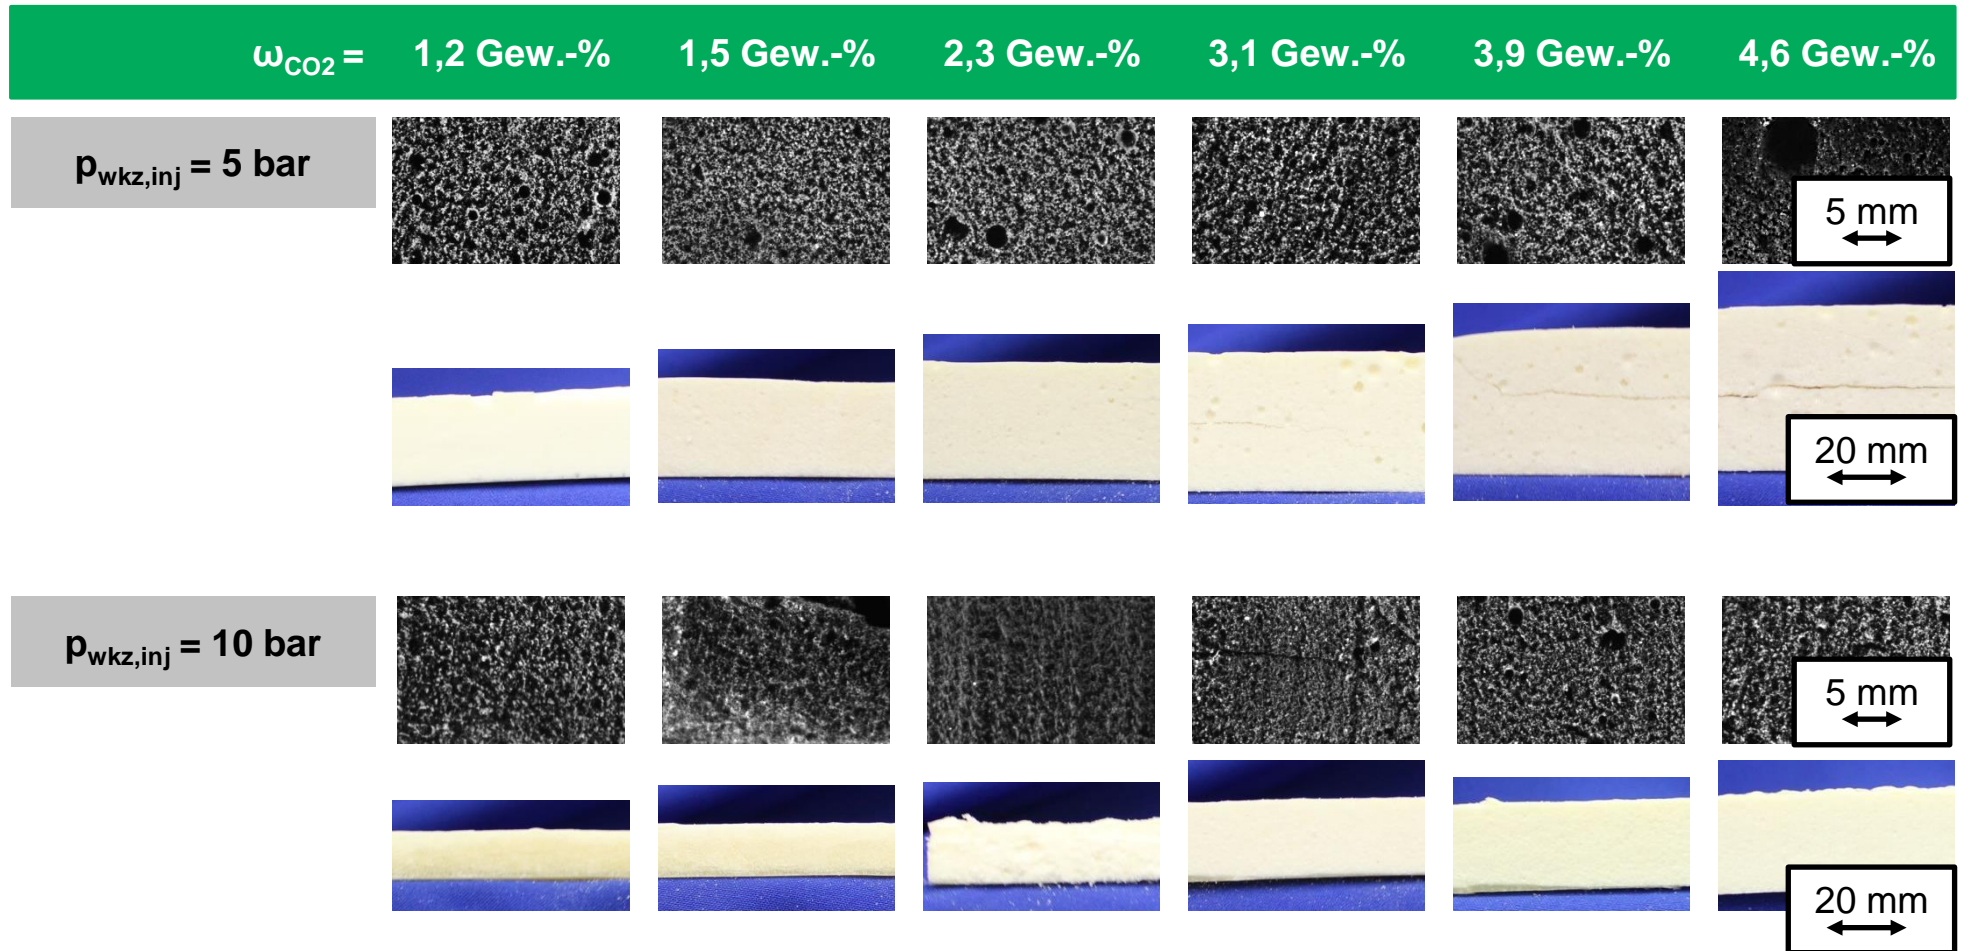 ωCO2 = 1,2 Gew.-% 1,5 Gew.-% 2,3 Gew.-% 3,1 Gew.-% 3,9 Gew.-% 4,6 Gew.-%
pwkz,inj = 5 bar
5 mm
20 mm
pwkz,inj = 10 bar
5 mm
20 mm